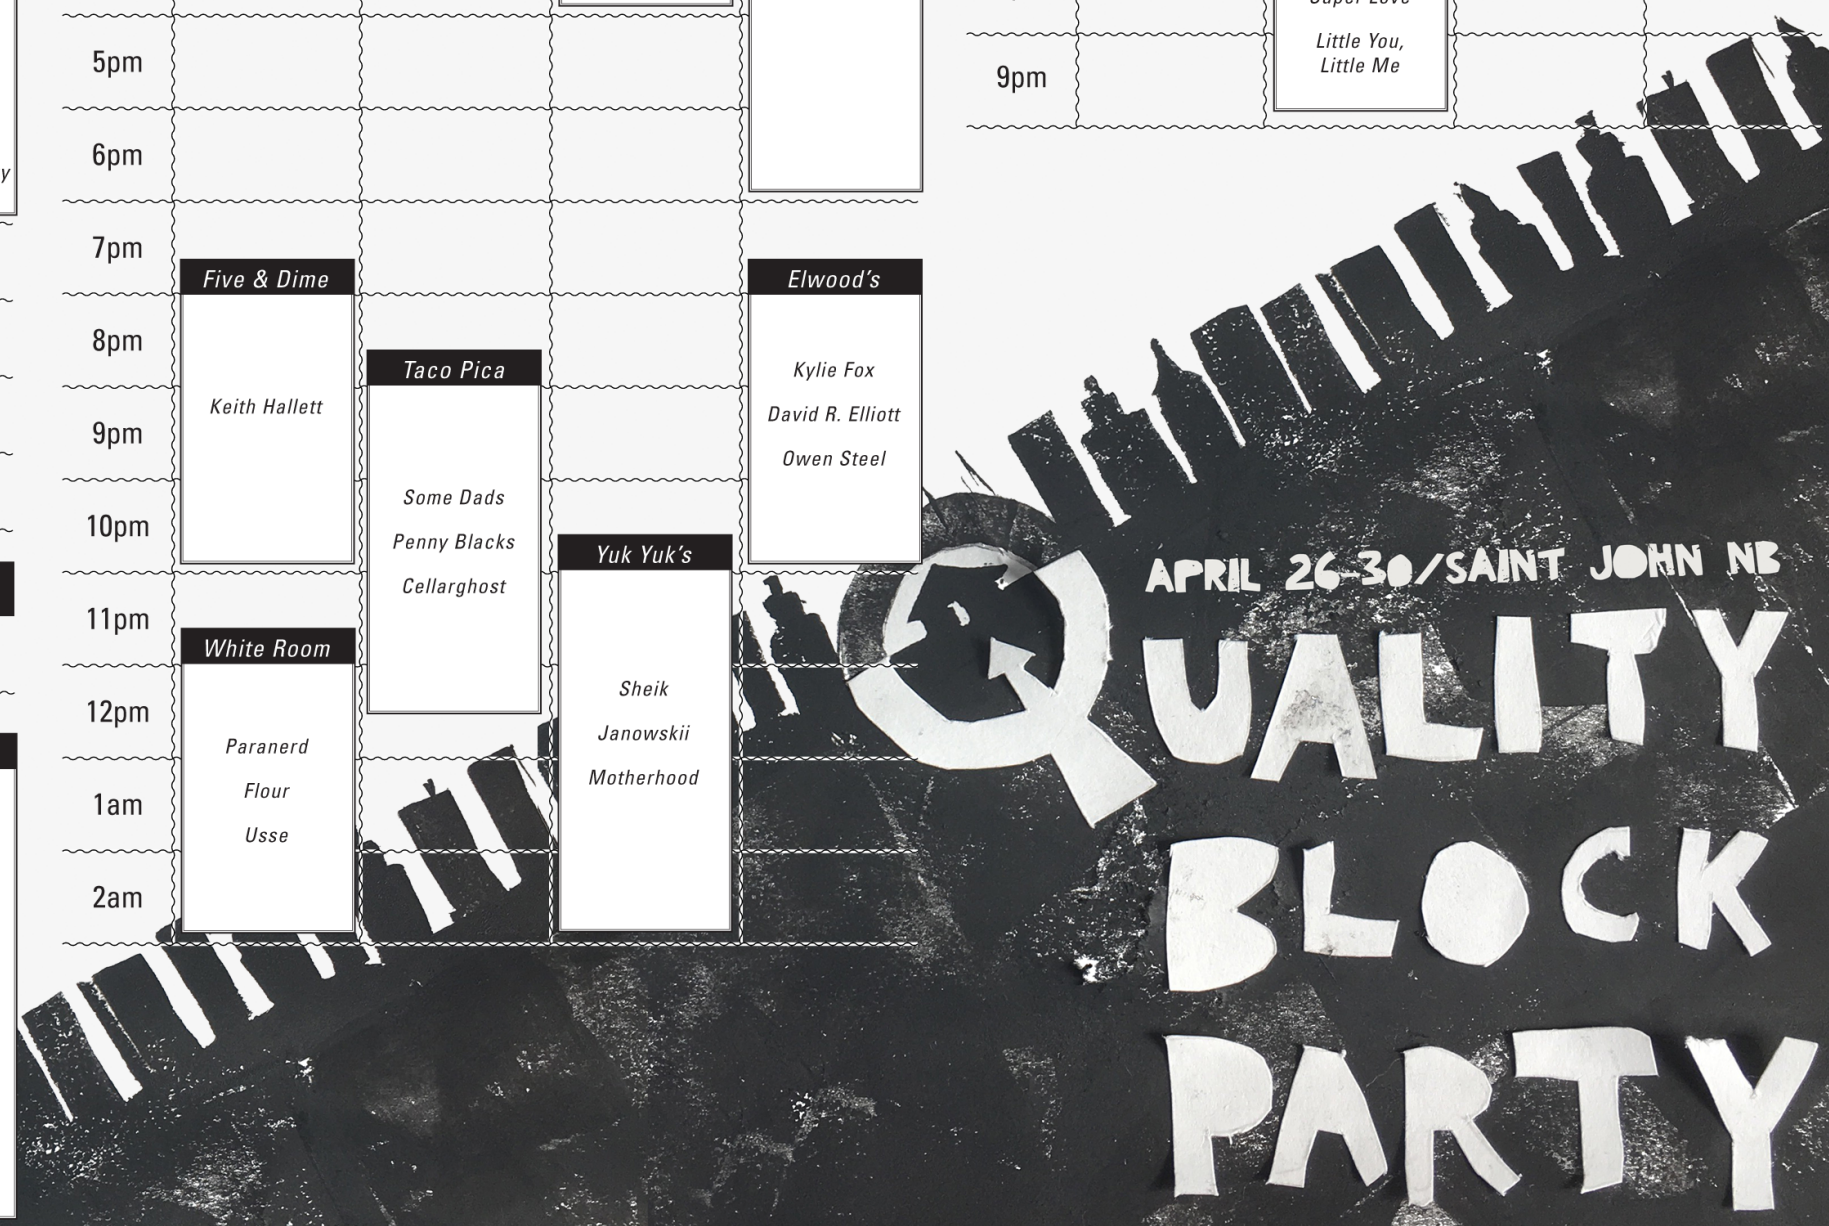 y
5pm
6pm
7pm
8pm
9pm
10pm
11pm
12pm
1am
2am
Five & Dime
Keith Hallett
White Room
Paranerd
Flour
Usse
Taco Pica
Some Dads
Penny Blacks
Cellarghost
Yuk Yuk's
Sheik
Janowskii
Motherhood
Elwood's
Kylie Fox
David R. Elliott
Owen Steel
9pm
Super Love
Little You,
Little Me
APRIL 26-30/SAINT JOHN NB
QUALITY
BLOCK
PARTY